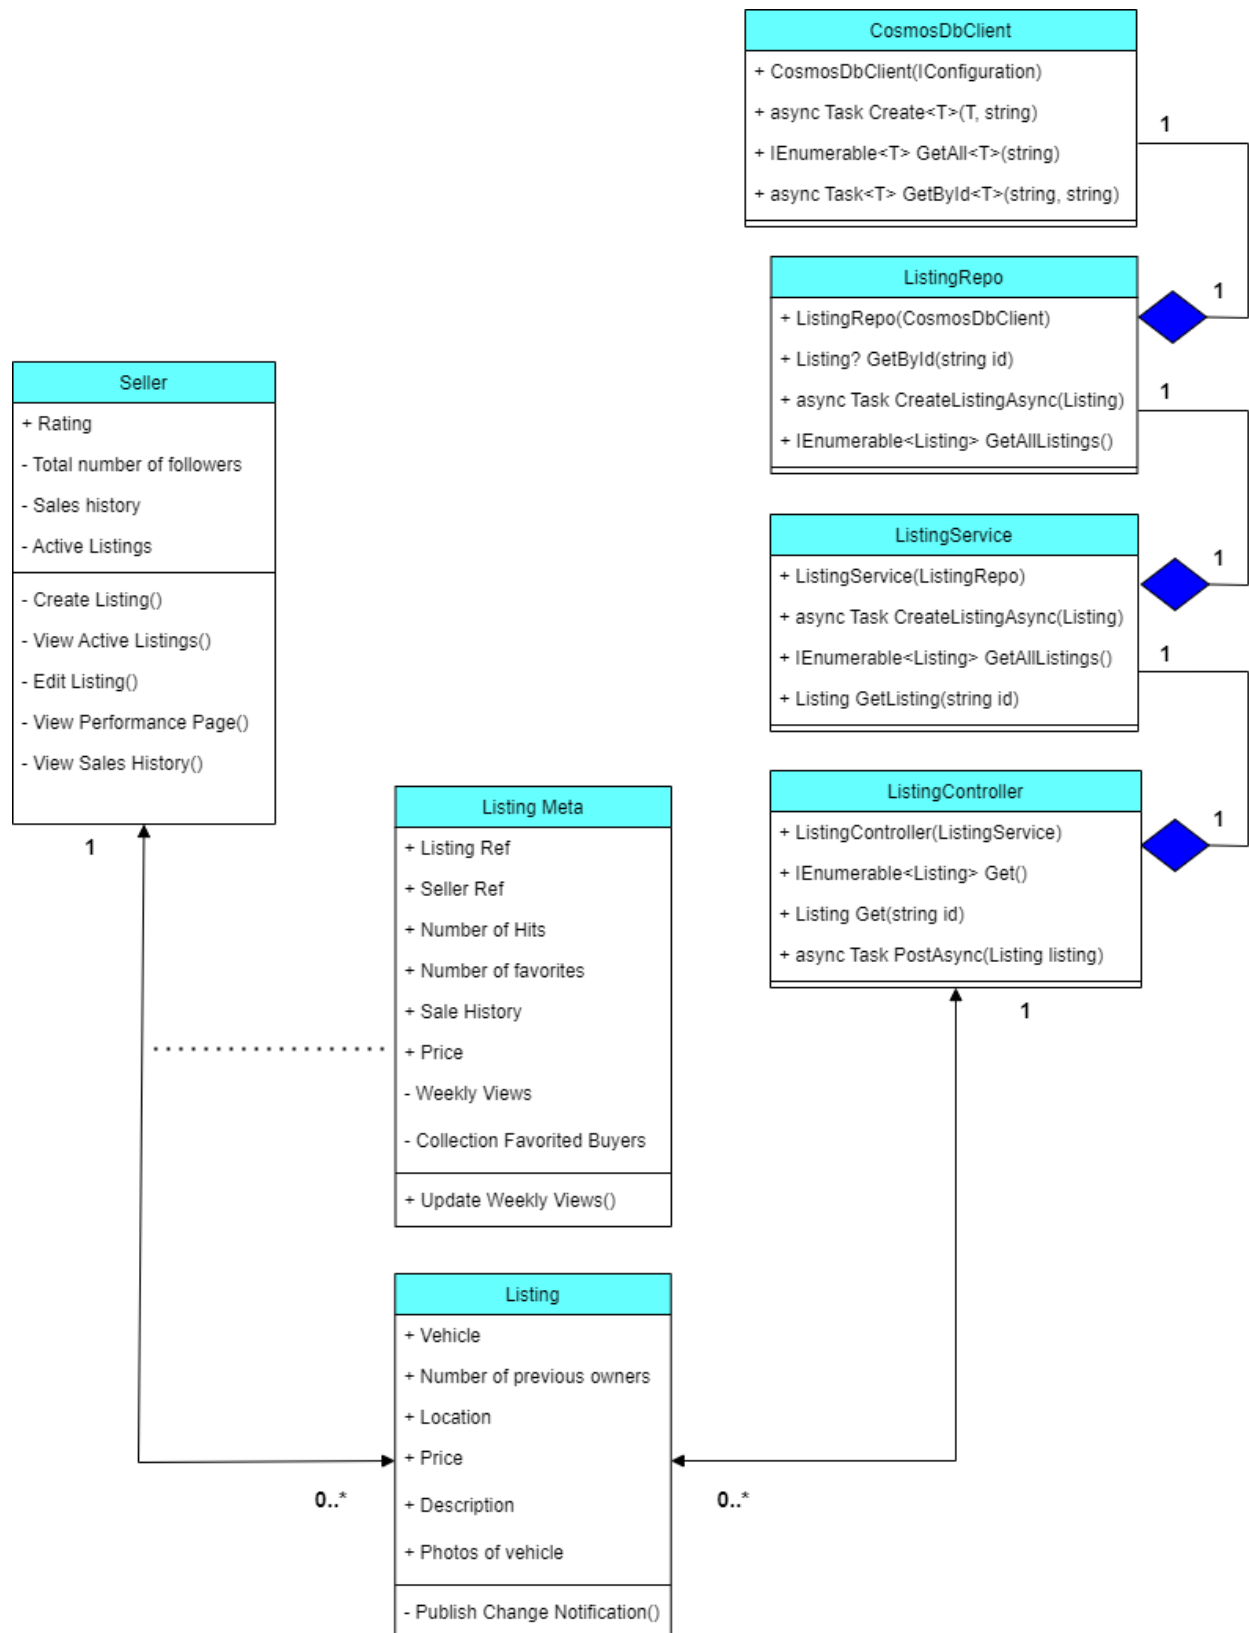 CosmosDbClient
+ CosmosDbClient(IConfiguration)
+ async Task Create<T>(T, string)
+ IEnumerable<T> GetAll<T>(string)
+ async Task<T> GetById<T>(string, string)
1
ListingRepo
+ ListingRepo(CosmosDbClient)
+ Listing? GetById(string id)
+ async Task CreateListingAsync(Listing)
+ IEnumerable<Listing> GetAllListings()
1
1
ListingService
+ ListingService(ListingRepo)
+ async Task CreateListingAsync(Listing)
+ IEnumerable<Listing> GetAllListings()
+ Listing GetListing(string id)
1
1
ListingController
+ ListingController(ListingService)
+ IEnumerable<Listing> Get()
+ Listing Get(string id)
+ async Task PostAsync(Listing listing)
1
1
Seller
+ Rating
- Total number of followers
- Sales history
- Active Listings
- Create Listing()
- View Active Listings()
- Edit Listing()
- View Performance Page()
- View Sales History()
1
Listing Meta
+ Listing Ref
+ Seller Ref
+ Number of Hits
+ Number of favorites
+ Sale History
+ Price
- Weekly Views
- Collection Favorited Buyers
+ Update Weekly Views()
Listing
+ Vehicle
+ Number of previous owners
+ Location
+ Price
+ Description
+ Photos of vehicle
- Publish Change Notification()
0..*
0..*